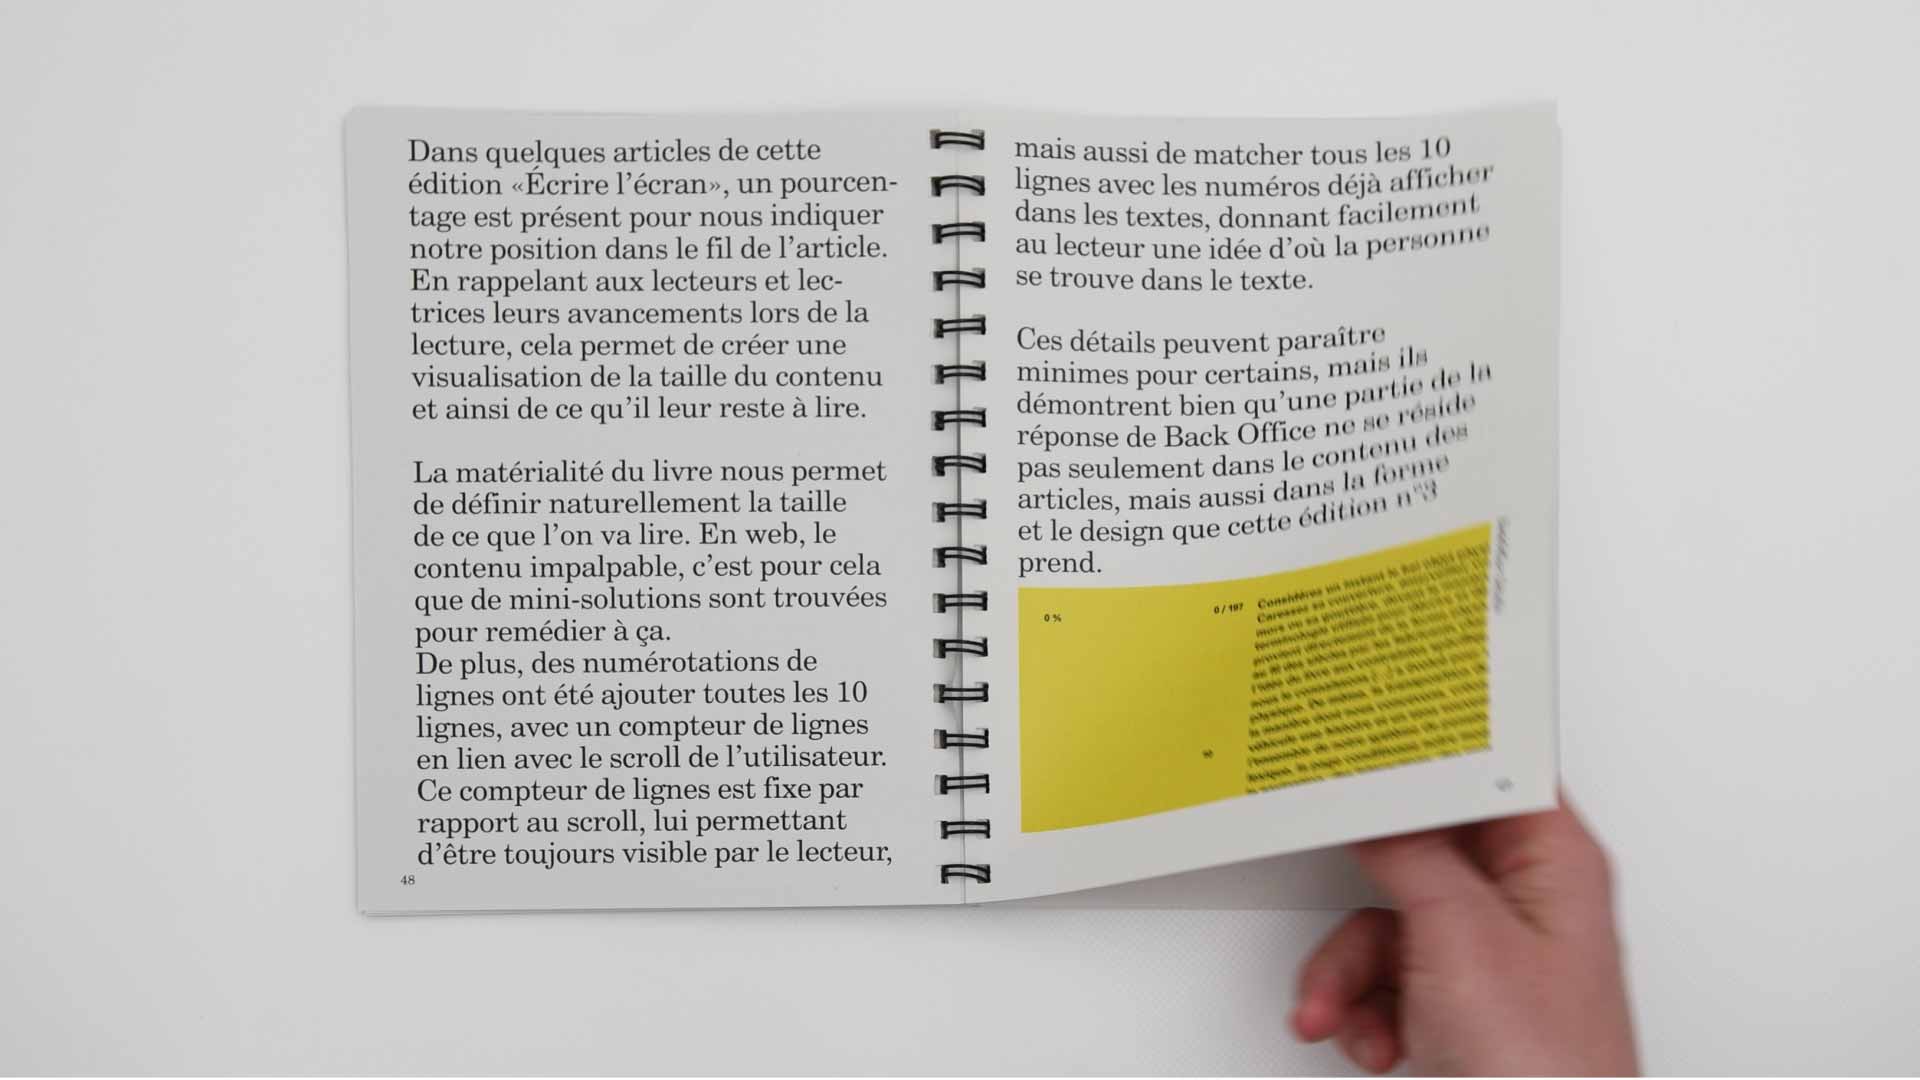 Dans quelques articles de cette
édition «Écrire l’écran», un pourcen-
tage est présent pour nous indiquer
notre position dans le fil de l’article.
En rappelant aux lecteurs et lec-
trices leurs avancements lors de la
lecture, cela permet de créer une
visualisation de la taille du contenu
et ainsi de ce qu’il leur reste à lire.
La matérialité du livre nous permet
de définir naturellement la taille
de ce que l’on va lire. En web, le
contenu impalpable, c’est pour cela
que de mini-solutions sont trouvées
pour remédier à ça.
De plus, des numérotations de
lignes ont été ajouter toutes les 10
lignes, avec un compteur de lignes
en lien avec le scroll de l’utilisateur.
Ce compteur de lignes est fixe par
rapport au scroll, lui permettant
d’être toujours visible par le lecteur,
48
mais aussi de matcher tous les 10
lignes avec les numéros déjà afficher
dans les textes, donnant facilement
au lecteur une idée d’où la personne
se trouve dans le texte.
Ces détails peuvent paraître
minimes pour certains, mais ils
démontrent bien qu’une partie de la
réponse de Back Office ne se réside
pas seulement dans le contenu des
articles, mais aussi dans la forme
et le design que cette édition n°3
prend.
0 %
0 / 197